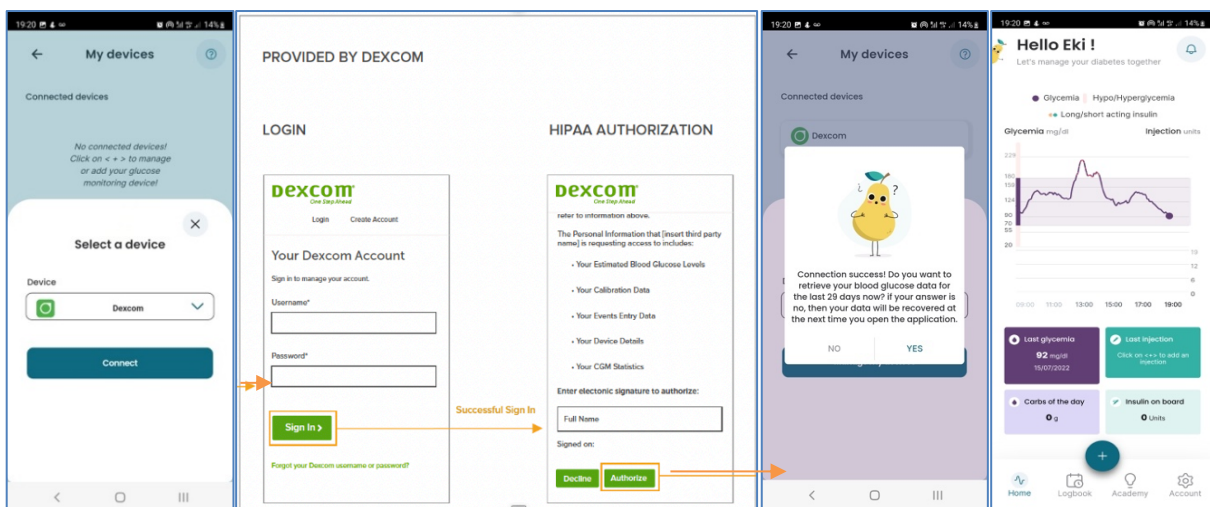 19:20
14%
My devices
Connected devices
No connected devices!
Click on < + > to manage
or add your glucose
monitoring device!
Select a device
Device
Dexcom
Connect
PROVIDED BY DEXCOM
LOGIN
Dexcom
One Step Ahead
Login Create Account
Your Dexcom Account
Sign in to manage your account.
Username*
Password*
Sign In >
Forgot your Dexcom username or password?
Successful Sign In
HIPAA AUTHORIZATION
Dexcom
One Step Ahead
refer to information above.
The Personal Information that [insert third party
name] is requesting access to includes:
• Your Estimated Blood Glucose Levels
• Your Calibration Data
• Your Events Entry Data
• Your Device Details
• Your CGM Statistics
Enter electonic signature to authorize:
Full Name
Signed on:
Decline Authorize
19:20
14%
My devices
Connected devices
Dexcom
¿ ?
Connection success! Do you want to
retrieve your blood glucose data for
the last 29 days now? if your answer is
no, then your data will be recovered at
the next time you open the application.
NO YES
19:20
14%
Hello Eki !
Let's manage your diabetes together
Glycemia Hypo/Hyperglycemia
Long/short acting insulin
Glycemia mg/dl Injection units
180
124
90
70
55
20
19
12
6
0
09:00 11:00 13:00 15:00 17:00 19:00
Last glycemia
92 mg/dl
15/07/2022
Last injection
Click on <+> to add an
injection
Carbs of the day
0 g
Insulin on board
0 Units
+
Home Logbook Academy Account